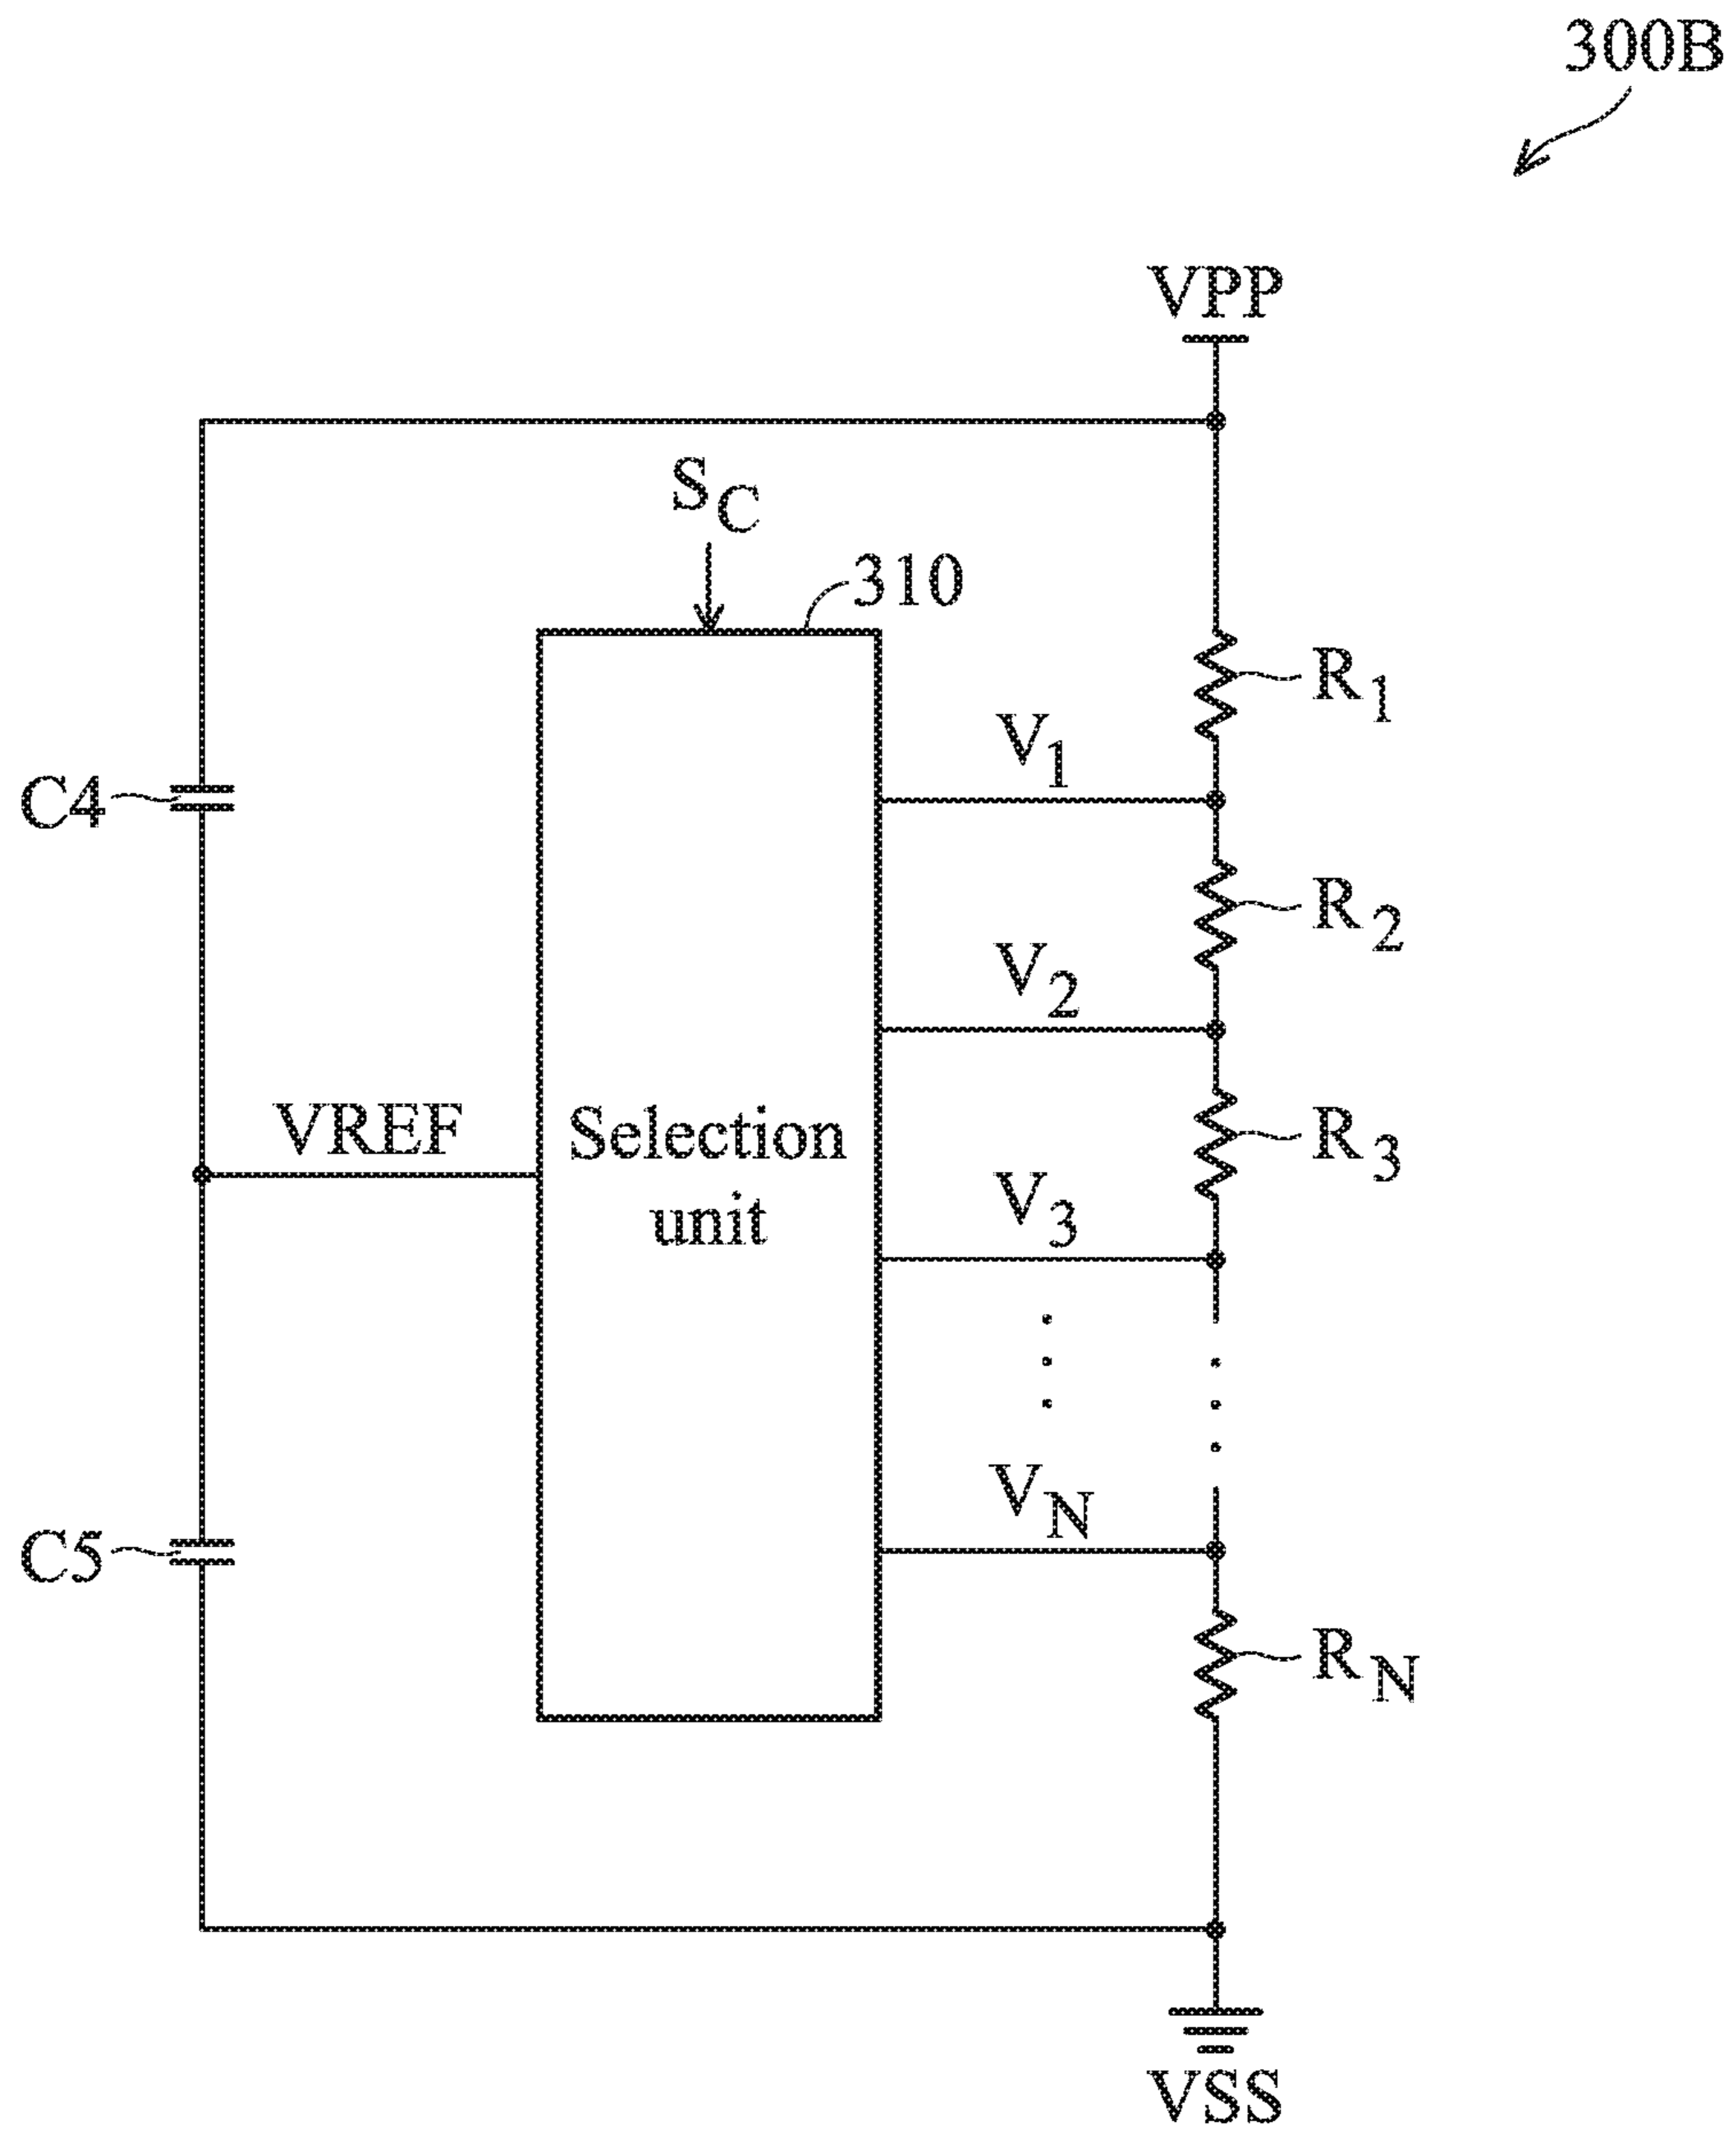 300B
VPP
S_C
310
R_1
V_1
C4
R_2
V_2
VREF
Selection
unit
R_3
V_3
V_N
C5
R_N
VSS